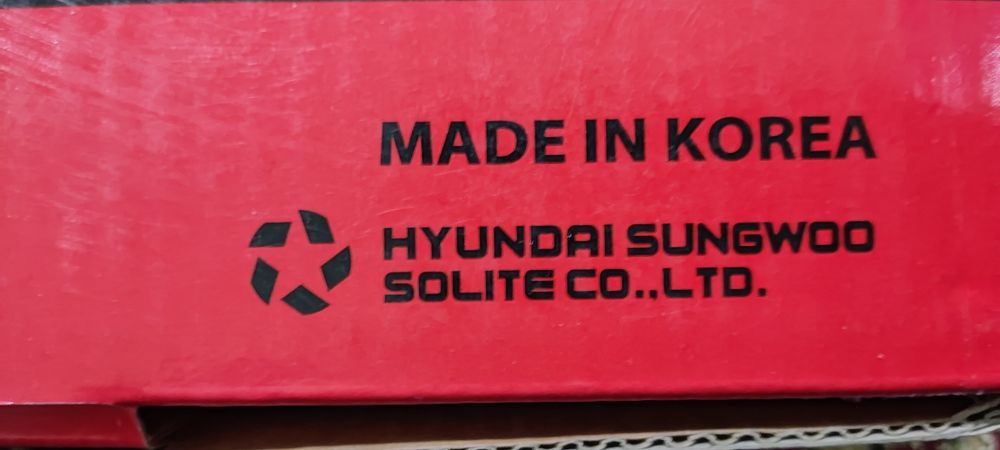 MADE IN KOREA
HYUNDAI SUNGWOO
SOLITE CO.,LTD.